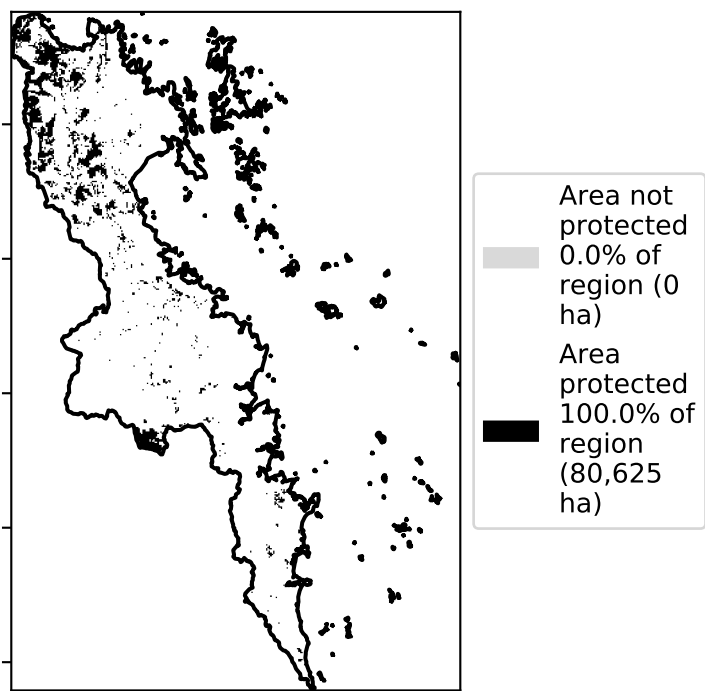 Area not
protected
0.0% of
region (0
ha)
Area
protected
100.0% of
region
(80,625
ha)